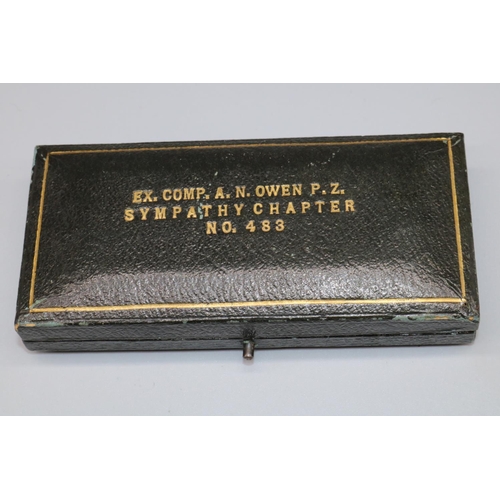 EX. COMP. A. N. OWEN P. Z.
SYMPATHY CHAPTER
NO. 483